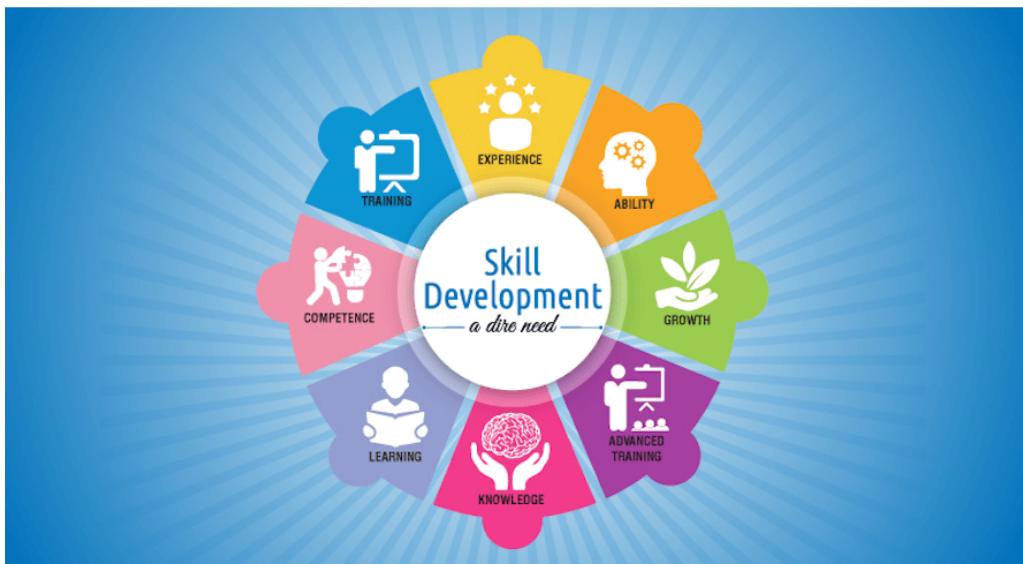 Skill
Development
a dire need
EXPERIENCE
ABILITY
GROWTH
ADVANCED
TRAINING
KNOWLEDGE
LEARNING
COMPETENCE
TRAINING